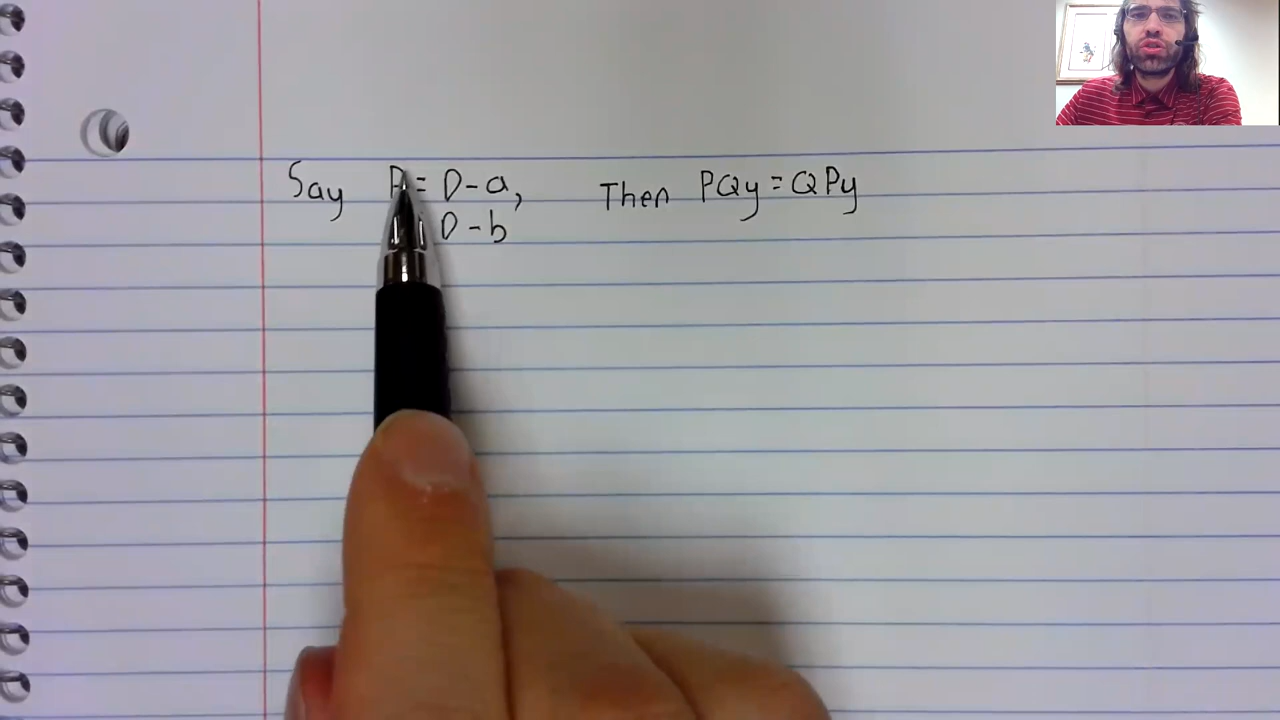 Say P = D - a, Then PQy = QPy
D - b